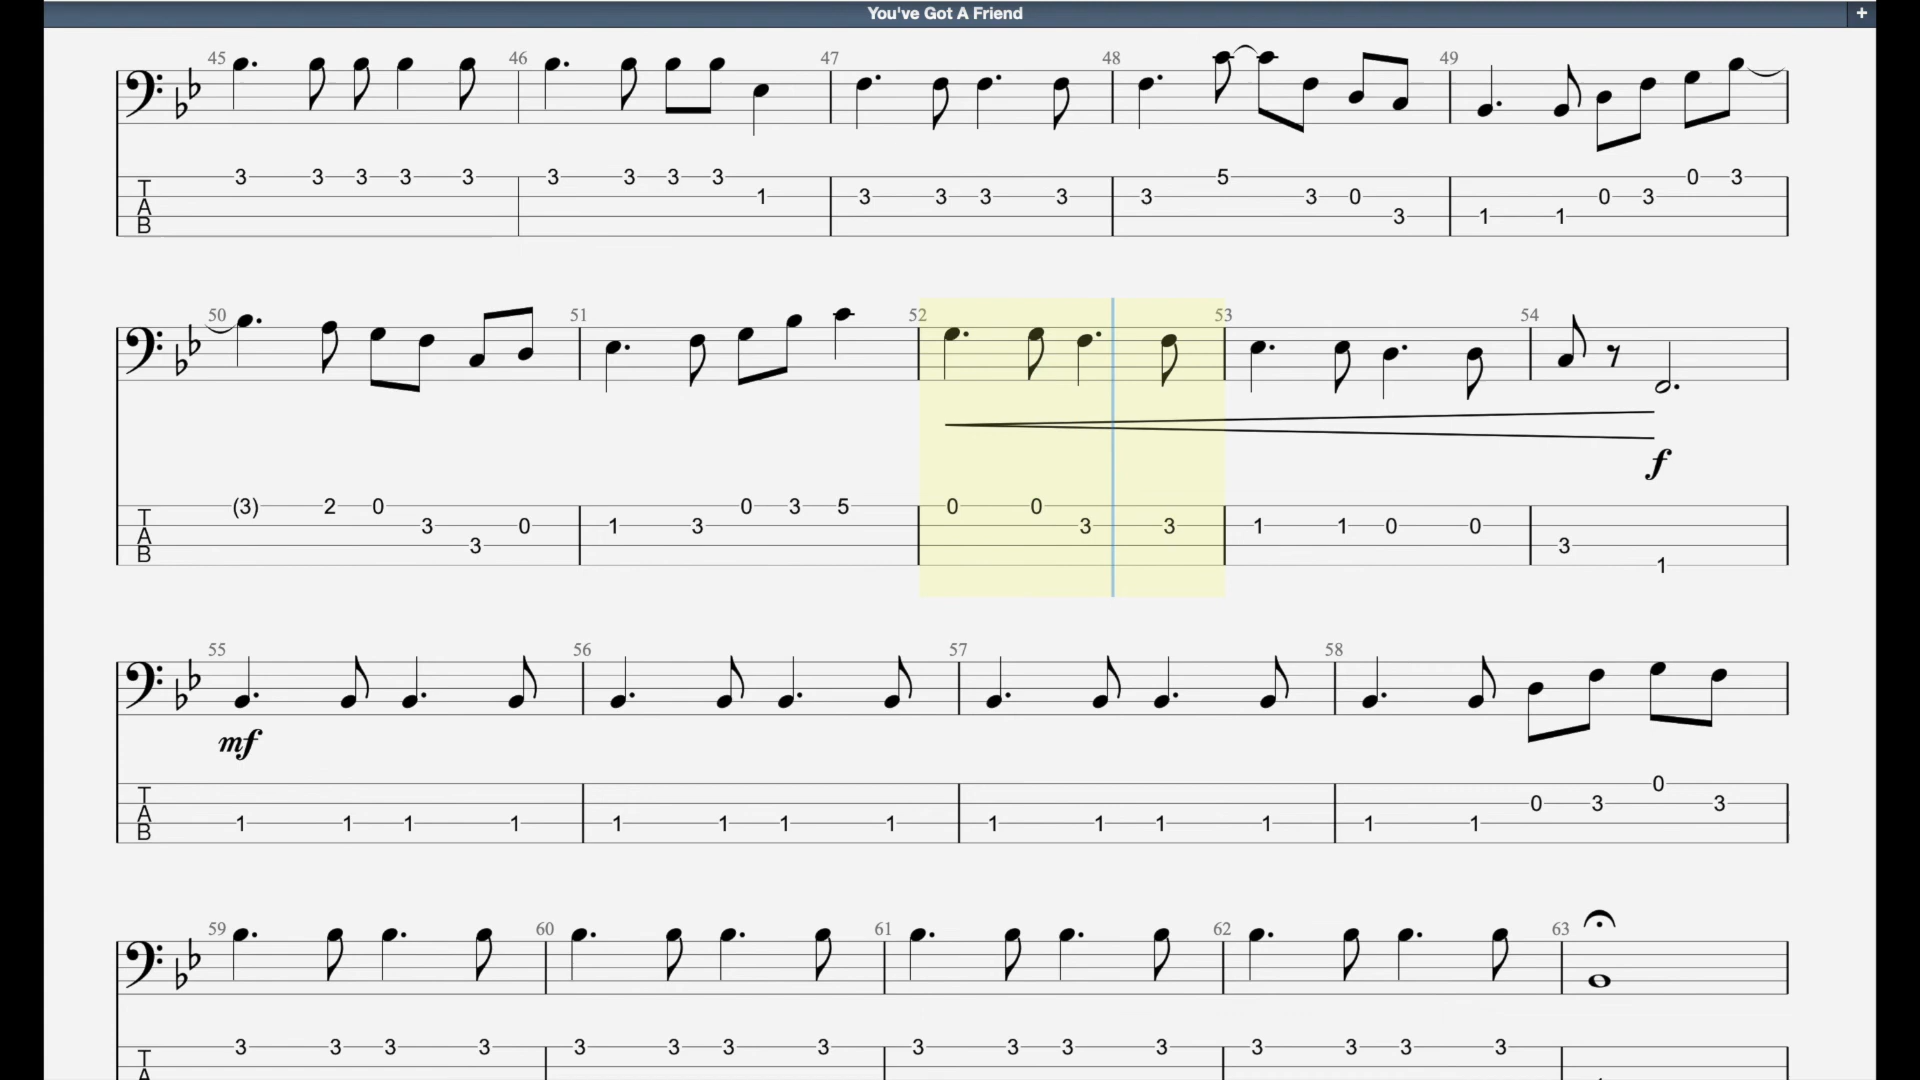 You've Got A Friend +
45 46 47 48 49
3 3 3 3 3 3 3 3 3 1 3 3 3 3 3 5 3 0 3 1 1 0 3 0 3
T
A
B
50 51 52 53 54
f
(3) 2 0 3 3 0 1 3 0 3 5 0 0 3 3 1 1 0 0 3 1
T
A
B
55 56 57 58
mf
1 1 1 1 1 1 1 1 1 1 1 1 1 1 0 3 0 3
T
A
B
59 60 61 62 63
3 3 3 3 3 3 3 3 3 3 3 3 3 3 3 3
T
A